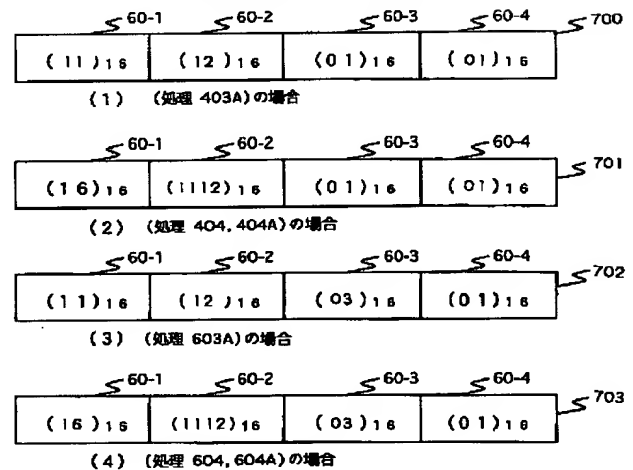 60-1 60-2 60-3 60-4 700
(11)16 (12)16 (01)16 (01)16
(1) (処理 403A)の場合
60-1 60-2 60-3 60-4 701
(16)16 (1112)16 (01)16 (01)16
(2) (処理 404, 404A)の場合
60-1 60-2 60-3 60-4 702
(11)16 (12)16 (03)16 (01)16
(3) (処理 603A)の場合
60-1 60-2 60-3 60-4 703
(16)16 (1112)16 (03)16 (01)16
(4) (処理 604, 604A)の場合